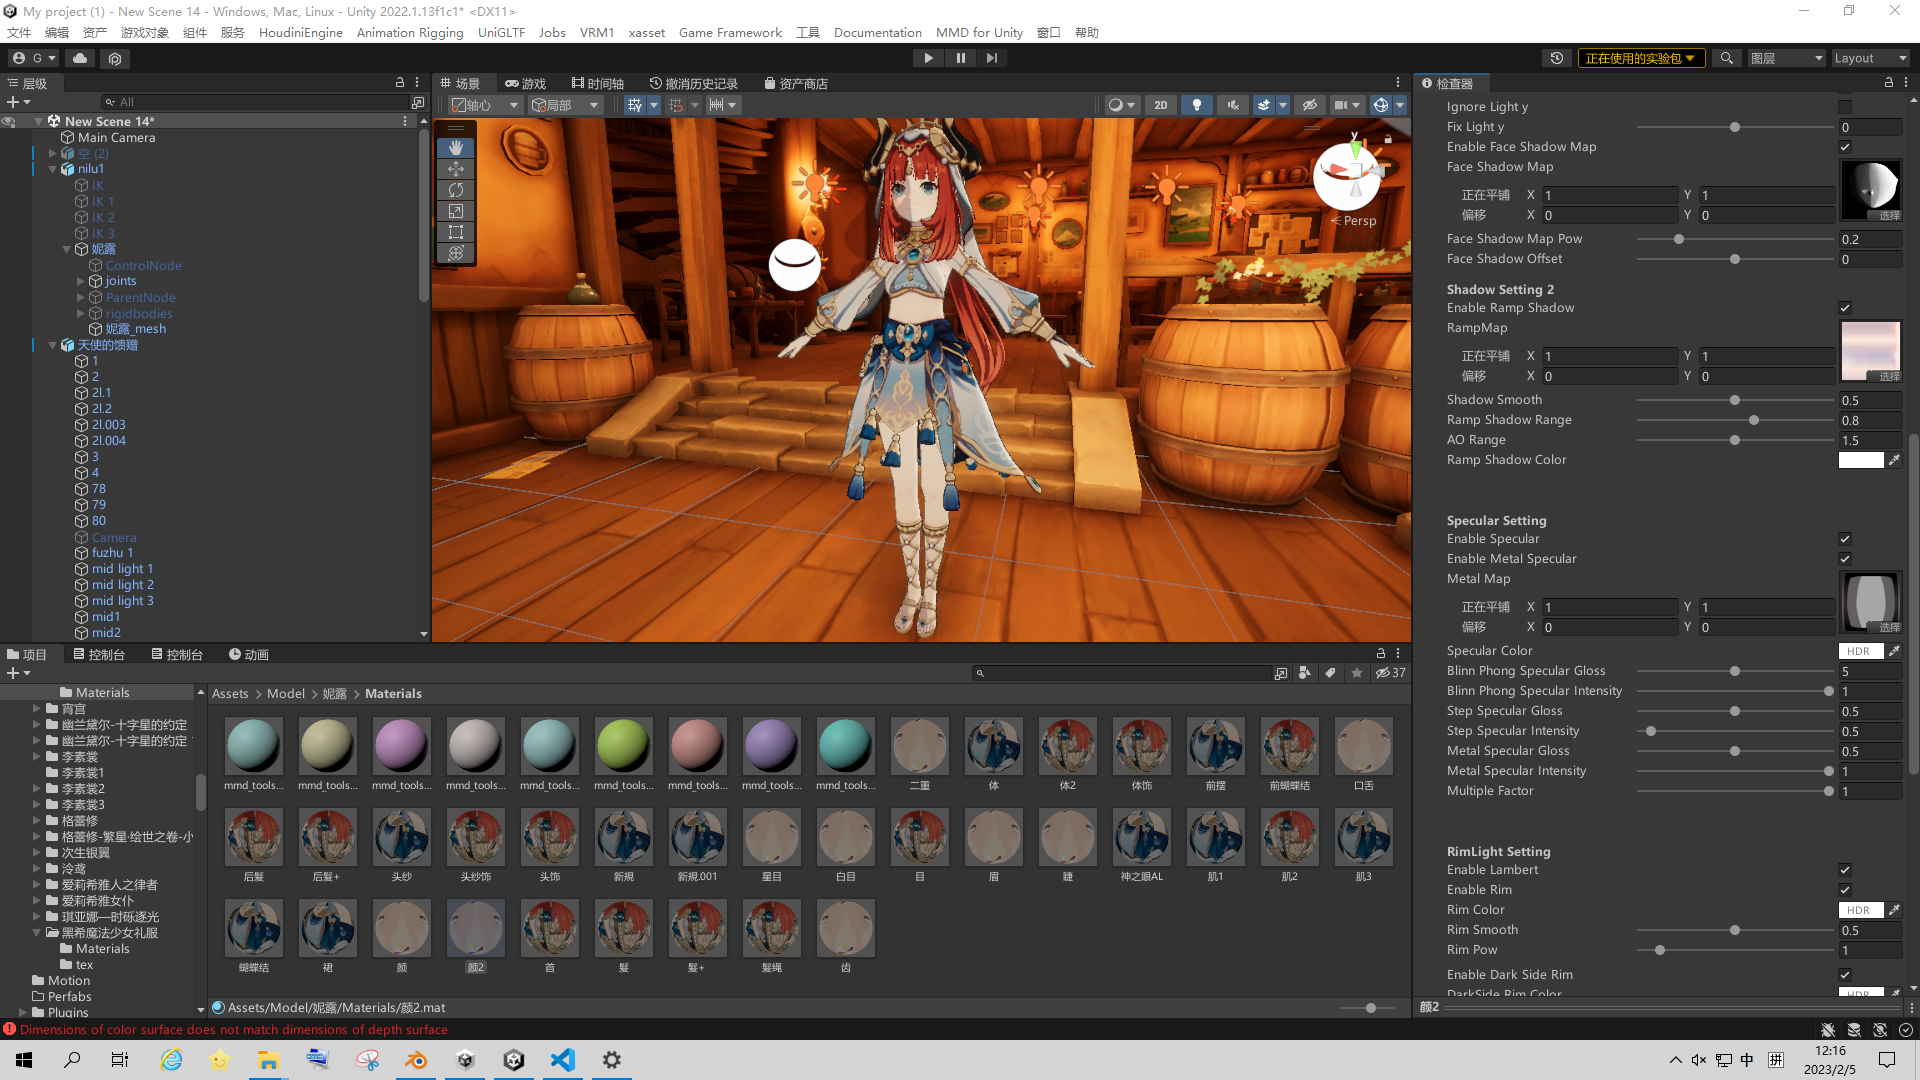 My project (1) - New Scene 14 - Windows, Mac, Linux - Unity 2022.1.13f1c1* <DX11>
文件 编辑 资产 游戏对象 组件 服务 HoudiniEngine Animation Rigging UniGLTF Jobs VRM1 xasset Game Framework 工具 Documentation MMD for Unity 窗口 帮助
G 正在使用的实验包 图层 Layout
层级
All
New Scene 14*
Main Camera
空 (2)
nilu1
IK
IK 1
IK 2
IK 3
妮露
ControlNode
joints
ParentNode
rigidbodies
妮露_mesh
天使的馈赠
1
2
2l.1
2l.2
2l.003
2l.004
3
4
78
79
80
Camera
fuzhu 1
mid light 1
mid light 2
mid light 3
mid1
mid2
场景 游戏 时间轴 撤消历史记录 资产商店
轴心 局部 2D
y
Persp
检查器
Ignore Light y
Fix Light y 0
Enable Face Shadow Map
Face Shadow Map
正在平铺 X 1 Y 1
偏移 X 0 Y 0
选择
Face Shadow Map Pow 0.2
Face Shadow Offset 0
Shadow Setting 2
Enable Ramp Shadow
RampMap
正在平铺 X 1 Y 1
偏移 X 0 Y 0
选择
Shadow Smooth 0.5
Ramp Shadow Range 0.8
AO Range 1.5
Ramp Shadow Color
Specular Setting
Enable Specular
Enable Metal Specular
Metal Map
正在平铺 X 1 Y 1
偏移 X 0 Y 0
选择
Specular Color HDR
Blinn Phong Specular Gloss 5
Blinn Phong Specular Intensity 1
Step Specular Gloss 0.5
Step Specular Intensity 0.5
Metal Specular Gloss 0.5
Metal Specular Intensity 1
Multiple Factor 1
RimLight Setting
Enable Lambert
Enable Rim
Rim Color HDR
Rim Smooth 0.5
Rim Pow 1
Enable Dark Side Rim
DarkSide Rim Color HDR
颜2
项目 控制台 控制台 动画
37
Materials
宵宫
幽兰黛尔-十字星的约定
幽兰黛尔-十字星的约定
李素裳
李素裳1
李素裳2
李素裳3
格蕾修
格蕾修-繁星·绘世之卷-小
次生银翼
泠鸢
爱莉希雅人之律者
爱莉希雅女仆
琪亚娜—时砾逐光
黑希魔法少女礼服
Materials
tex
Motion
Perfabs
Plugins
Assets > Model > 妮露 > Materials
mmd_tools... mmd_tools... mmd_tools... mmd_tools... mmd_tools... mmd_tools... mmd_tools... mmd_tools... mmd_tools... 二重 体 体2 体饰 前摆 前蝴蝶结 口舌
后髪 后髪+ 头纱 头纱饰 头饰 新規 新規.001 星目 白目 目 眉 睫 神之眼AL 肌1 肌2 肌3
蝴蝶结 裙 颜 颜2 首 髪 髪+ 髪绳 齿
Assets/Model/妮露/Materials/颜2.mat
Dimensions of color surface does not match dimensions of depth surface
中 拼
12:16
2023/2/5